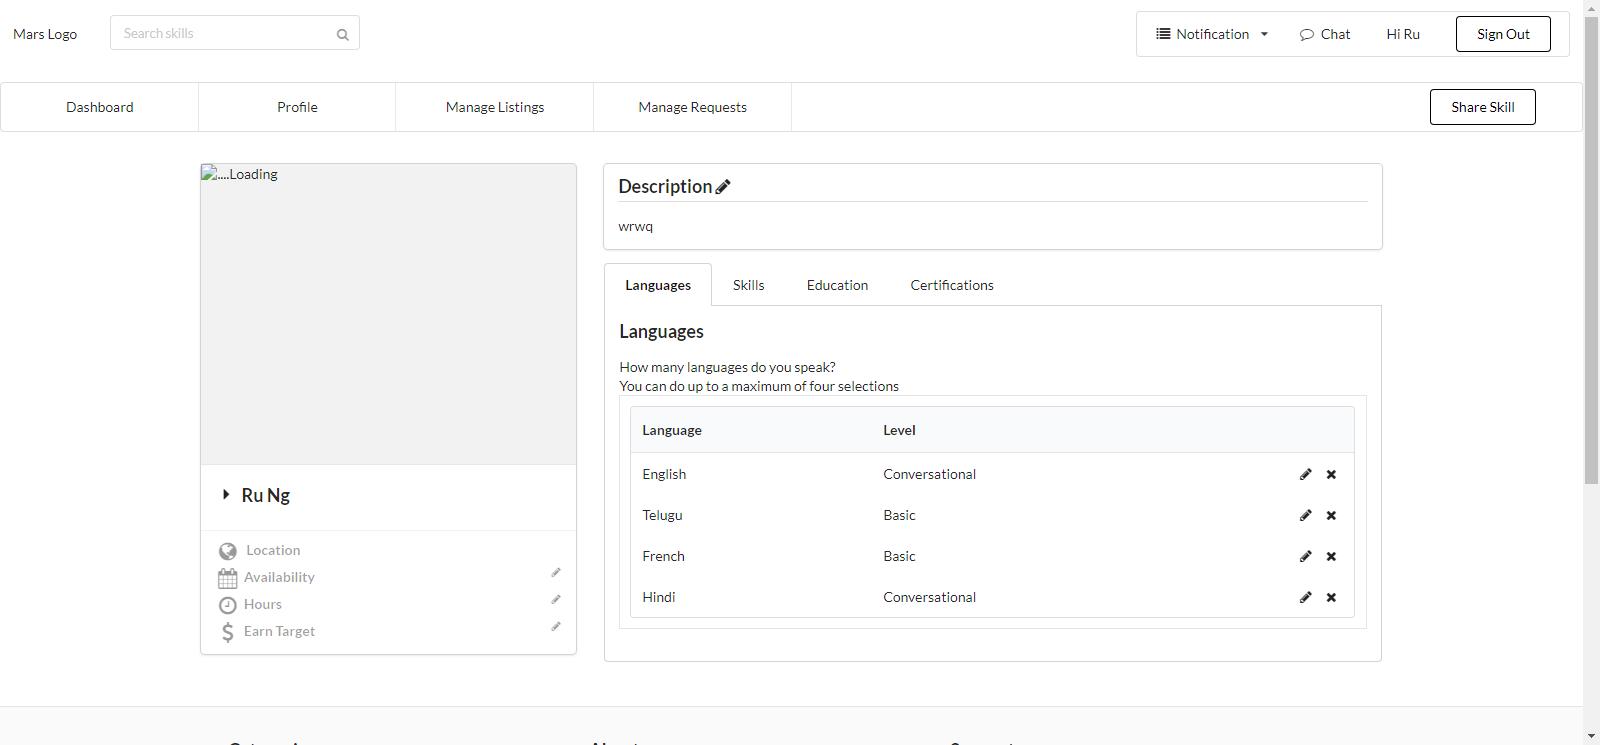 Mars Logo
Search skills
Notification
Chat
Hi Ru
Sign Out
Dashboard
Profile
Manage Listings
Manage Requests
Share Skill
....Loading
Ru Ng
Location
Availability
Hours
Earn Target
Description
wrwq
Languages
Skills
Education
Certifications
Languages
How many languages do you speak?
You can do up to a maximum of four selections
Language Level
English Conversational
Telugu Basic
French Basic
Hindi Conversational